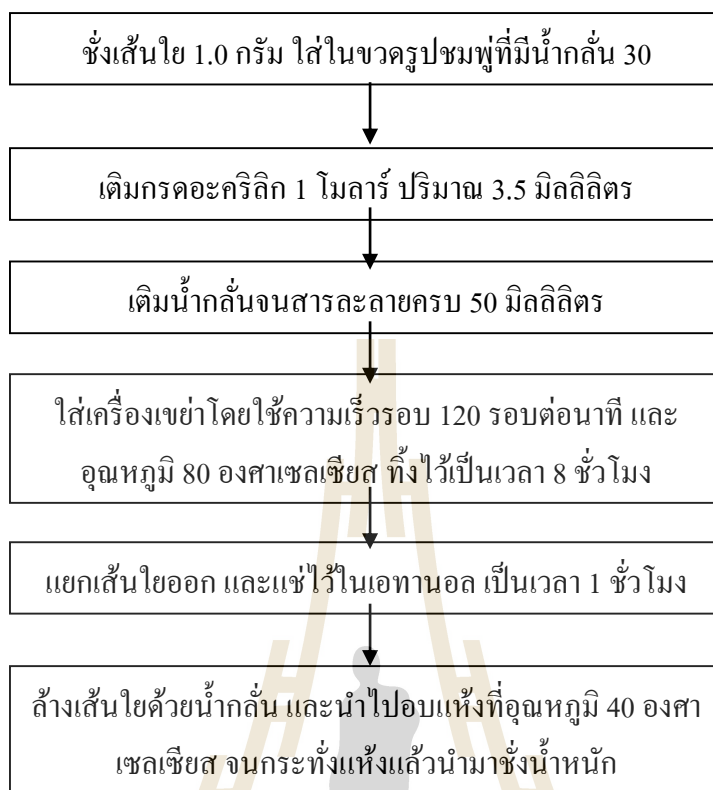 ชั่งเส้นใย 1.0 กรัม ใส่ในขวดรูปชมพู่ที่มีน้ำกลั่น 30
เติมกรดอะคริลิก 1 โมลาร์ ปริมาณ 3.5 มิลลิลิตร
เติมน้ำกลั่นจนสารละลายครบ 50 มิลลิลิตร
ใส่เครื่องเขย่าโดยใช้ความเร็วรอบ 120 รอบต่อนาที และ
อุณหภูมิ 80 องศาเซลเซียส ทิ้งไว้เป็นเวลา 8 ชั่วโมง
แยกเส้นใยออก และแช่ไว้ในเอทานอล เป็นเวลา 1 ชั่วโมง
ล้างเส้นใยด้วยน้ำกลั่น และนำไปอบแห้งที่อุณหภูมิ 40 องศา
เซลเซียส จนกระทั่งแห้งแล้วนำมาชั่งน้ำหนัก